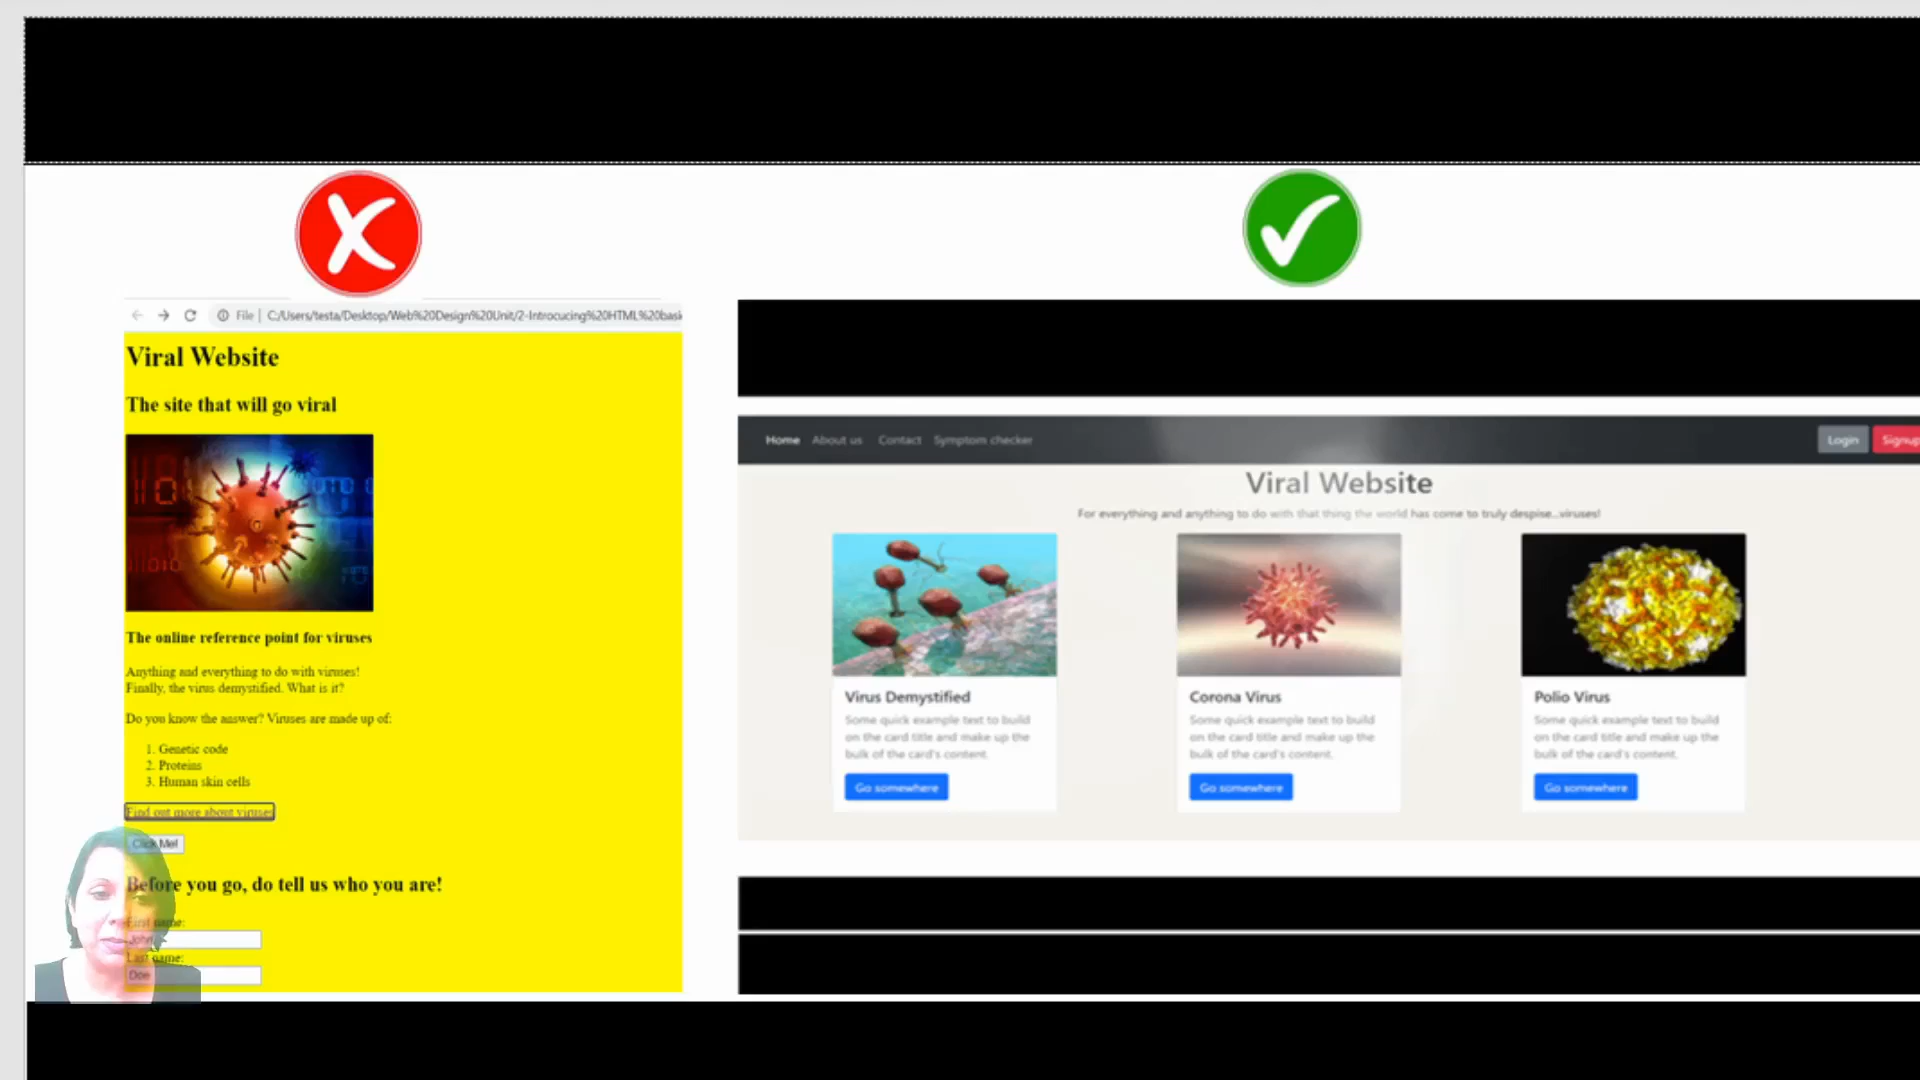 File | C:/Users/testa/Desktop/Web%20Design%20Unit/2-Introcucing%20HTML%20basi
Viral Website
The site that will go viral
The online reference point for viruses
Anything and everything to do with viruses!
Finally, the virus demystified. What is it?
Do you know the answer? Viruses are made up of:
1. Genetic code
2. Proteins
3. Human skin cells
Find out more about viruses
Click Me!
Before you go, do tell us who you are!
First name:
John
Last name:
Doe
Home About us Contact Symptom checker Login Signup
Viral Website
For everything and anything to do with that thing the world has come to truly despise...viruses!
Virus Demystified
Some quick example text to build
on the card title and make up the
bulk of the card's content.
Go somewhere
Corona Virus
Some quick example text to build
on the card title and make up the
bulk of the card's content.
Go somewhere
Polio Virus
Some quick example text to build
on the card title and make up the
bulk of the card's content.
Go somewhere